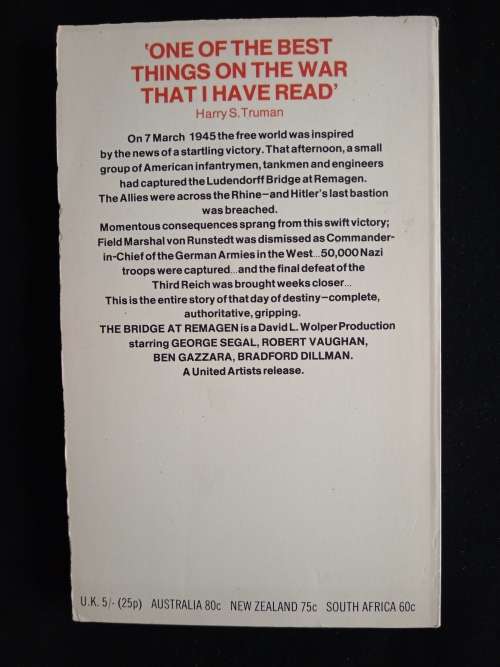 ‘ONE OF THE BEST
THINGS ON THE WAR
THAT I HAVE READ’
Harry S. Truman
On 7 March 1945 the free world was inspired
by the news of a startling victory. That afternoon, a small
group of American infantrymen, tankmen and engineers
had captured the Ludendorff Bridge at Remagen.
The Allies were across the Rhine–and Hitler's last bastion
was breached.
Momentous consequences sprang from this swift victory;
Field Marshal von Runstedt was dismissed as Commander-
in-Chief of the German Armies in the West...50,000 Nazi
troops were captured...and the final defeat of the
Third Reich was brought weeks closer...
This is the entire story of that day of destiny–complete,
authoritative, gripping.
THE BRIDGE AT REMAGEN is a David L. Wolper Production
starring GEORGE SEGAL, ROBERT VAUGHAN,
BEN GAZZARA, BRADFORD DILLMAN.
A United Artists release.
U.K. 5/- (25p) AUSTRALIA 80c NEW ZEALAND 75c SOUTH AFRICA 60c